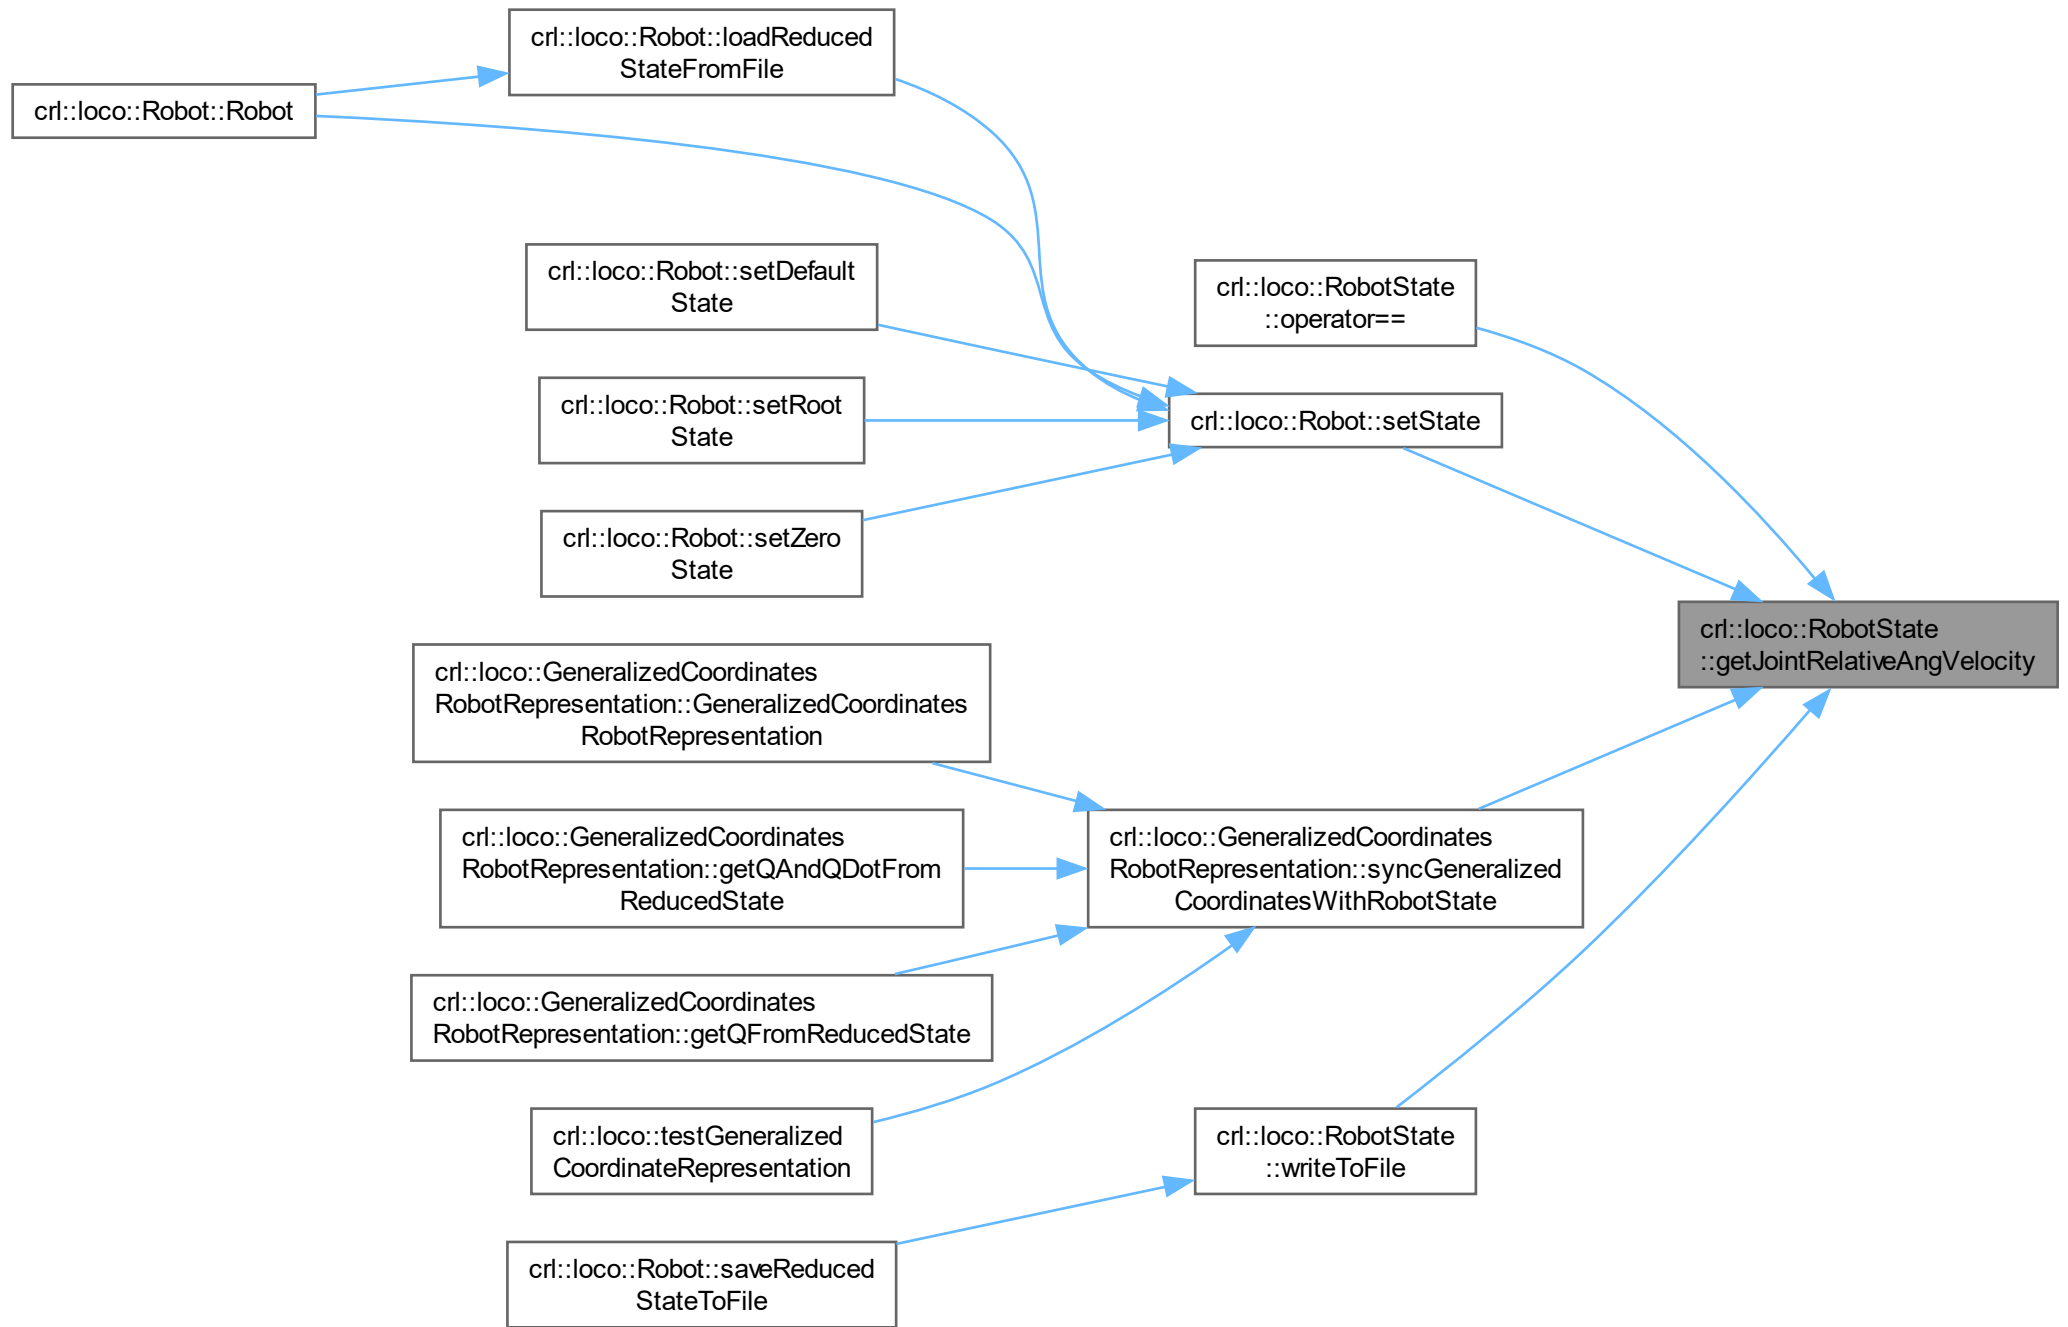 crl::loco::Robot::loadReduced
StateFromFile
crl::loco::Robot::Robot
crl::loco::Robot::setDefault
State
crl::loco::RobotState
::operator==
crl::loco::Robot::setRoot
State
crl::loco::Robot::setState
crl::loco::Robot::setZero
State
crl::loco::RobotState
::getJointRelativeAngVelocity
crl::loco::GeneralizedCoordinates
RobotRepresentation::GeneralizedCoordinates
RobotRepresentation
crl::loco::GeneralizedCoordinates
RobotRepresentation::getQAndQDotFrom
ReducedState
crl::loco::GeneralizedCoordinates
RobotRepresentation::syncGeneralized
CoordinatesWithRobotState
crl::loco::GeneralizedCoordinates
RobotRepresentation::getQFromReducedState
crl::loco::testGeneralized
CoordinateRepresentation
crl::loco::RobotState
::writeToFile
crl::loco::Robot::saveReduced
StateToFile